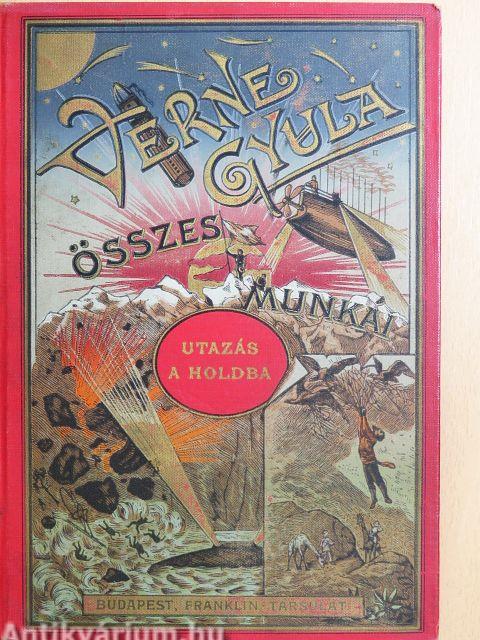 VERNE
GYULA
ÖSSZES
MUNKÁI
UTAZÁS
A HOLDBA
BUDAPEST, FRANKLIN-TÁRSULAT.
Antikvarium.hu